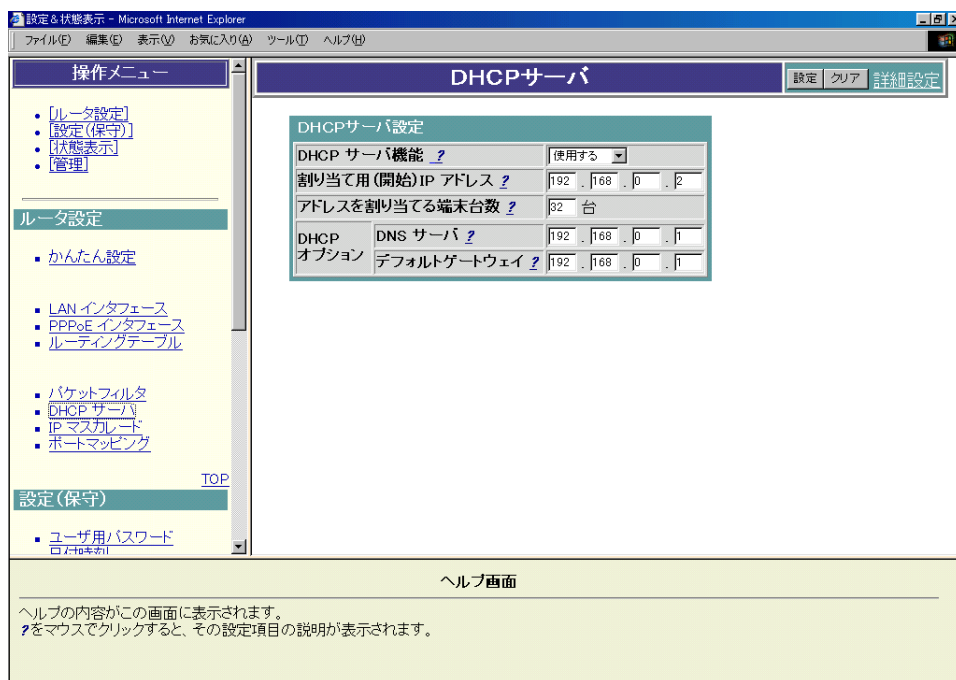 設定&状態表示 - Microsoft Internet Explorer
ファイル(F) 編集(E) 表示(V) お気に入り(A) ツール(T) ヘルプ(H)
操作メニュー
[ルータ設定]
[設定(保守)]
[状態表示]
[管理]
ルータ設定
かんたん設定
LAN インタフェース
PPPoE インタフェース
ルーティングテーブル
パケットフィルタ
DHCP サーバ
IP マスカレード
ポートマッピング
TOP
設定(保守)
ユーザ用パスワード
日付時刻
DHCPサーバ
設定 クリア 詳細設定
DHCPサーバ設定
DHCP サーバ機能 ? 使用する
割り当て用(開始)IP アドレス ? 192 . 168 . 0 . 2
アドレスを割り当てる端末台数 ? 32 台
DHCP オプション
DNS サーバ ? 192 . 168 . 0 . 1
デフォルトゲートウェイ ? 192 . 168 . 0 . 1
ヘルプ画面
ヘルプの内容がこの画面に表示されます。
?をマウスでクリックすると、その設定項目の説明が表示されます。